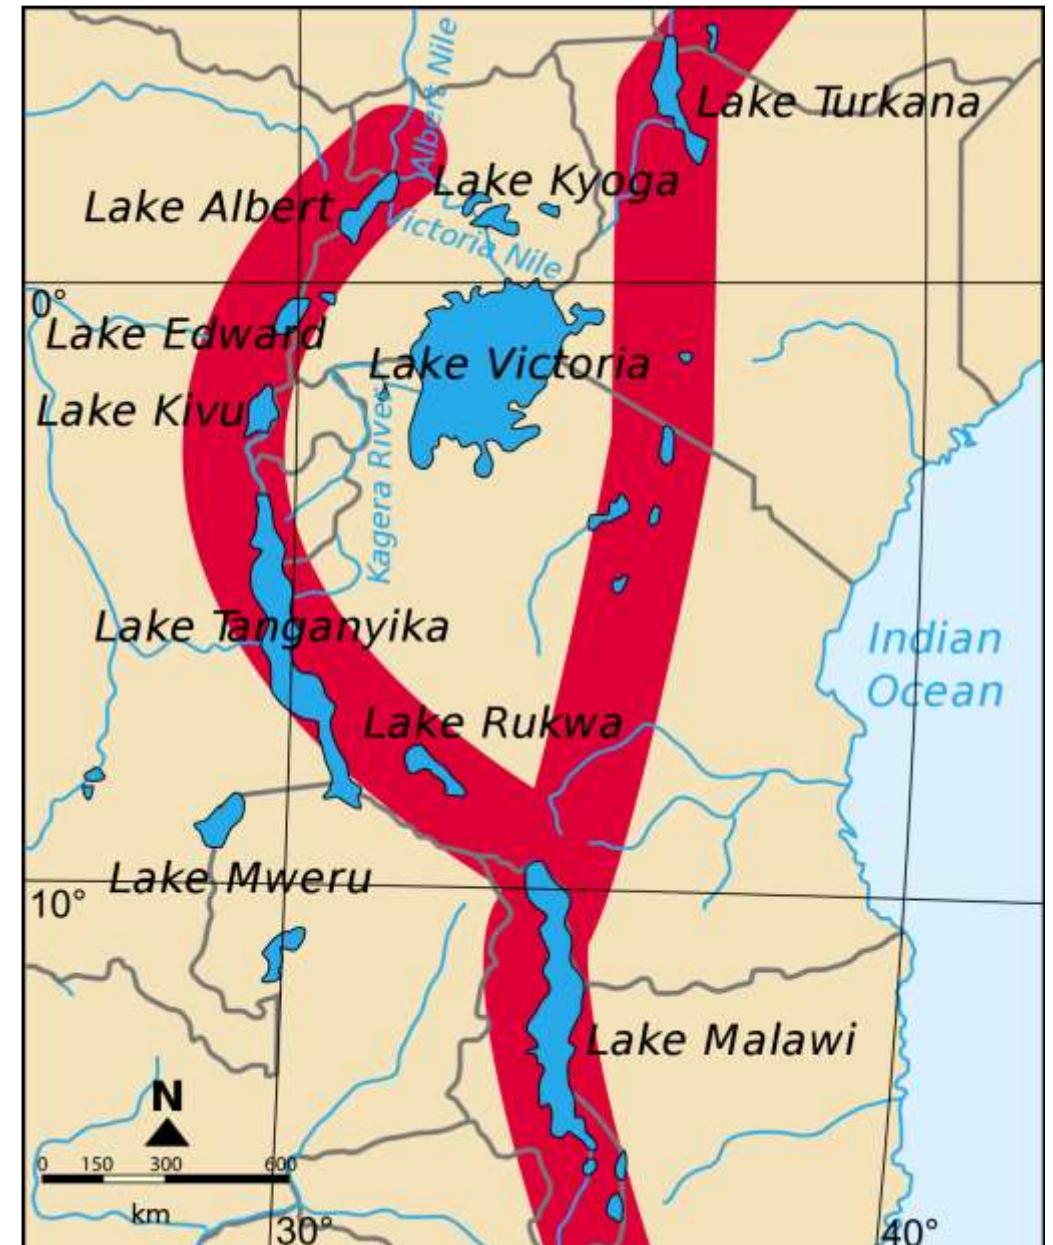 Albert Nile
Lake Turkana
Lake Kyoga
Lake Albert
Victoria Nile
0°
Lake Edward
Lake Victoria
Lake Kivu
Kagera River
Lake Tanganyika
Indian
Ocean
Lake Rukwa
Lake Mweru
10°
Lake Malawi
N
0 150 300 600
km
30°
40°